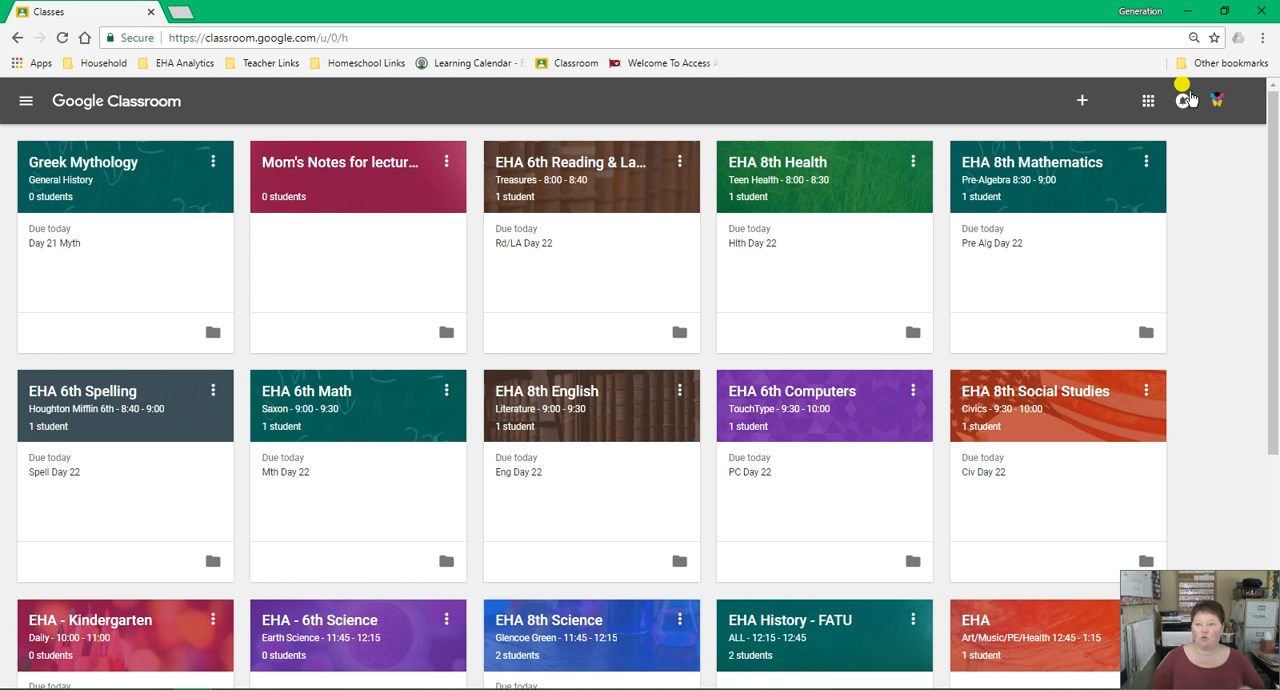 Classes
Generation
Secure https://classroom.google.com/u/0/h
Apps Household EHA Analytics Teacher Links Homeschool Links Learning Calendar - E Classroom Welcome To Access A Other bookmarks
Google Classroom
Greek Mythology
General History
0 students
Due today
Day 21 Myth
Mom's Notes for lectur...
0 students
EHA 6th Reading & La...
Treasures - 8:00 - 8:40
1 student
Due today
Rd/LA Day 22
EHA 8th Health
Teen Health - 8:00 - 8:30
1 student
Due today
Hlth Day 22
EHA 8th Mathematics
Pre-Algebra 8:30 - 9:00
1 student
Due today
Pre Alg Day 22
EHA 6th Spelling
Houghton Mifflin 6th - 8:40 - 9:00
1 student
Due today
Spell Day 22
EHA 6th Math
Saxon - 9:00 - 9:30
1 student
Due today
Mth Day 22
EHA 8th English
Literature - 9:00 - 9:30
1 student
Due today
Eng Day 22
EHA 6th Computers
TouchType - 9:30 - 10:00
1 student
Due today
PC Day 22
EHA 8th Social Studies
Civics - 9:30 - 10:00
1 student
Due today
Civ Day 22
EHA - Kindergarten
Daily - 10:00 - 11:00
0 students
Due today
EHA - 6th Science
Earth Science - 11:45 - 12:15
0 students
EHA 8th Science
Glencoe Green - 11:45 - 12:15
2 students
Due today
EHA History - FATU
ALL - 12:15 - 12:45
2 students
EHA
Art/Music/PE/Health 12:45 - 1:15
1 student